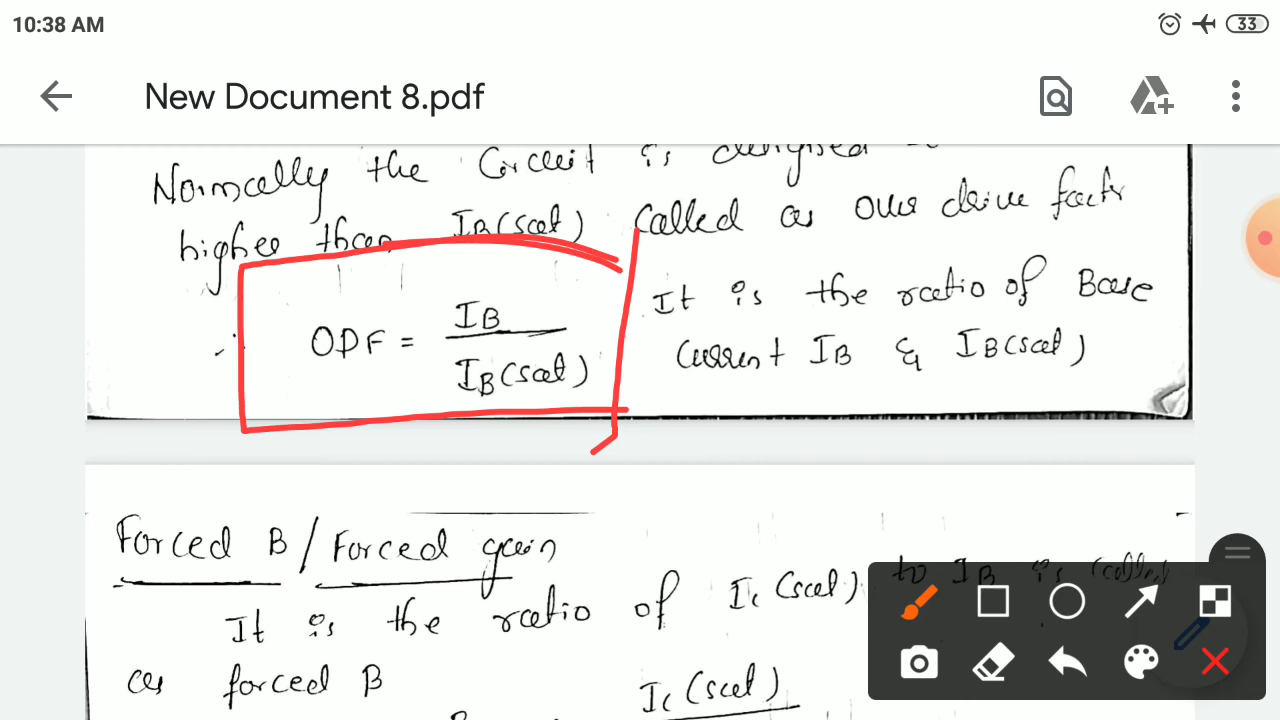 10:38 AM
33
New Document 8.pdf
Normally the Circuit is
higher than IB(sat) called as over drive factor
It is the ratio of Base
ODF = IB / IB(sat)
current IB & IB(sat)
Forced B / Forced gain
It is the ratio of Ic (sat) to IB is called
as forced B
Ic (sat)